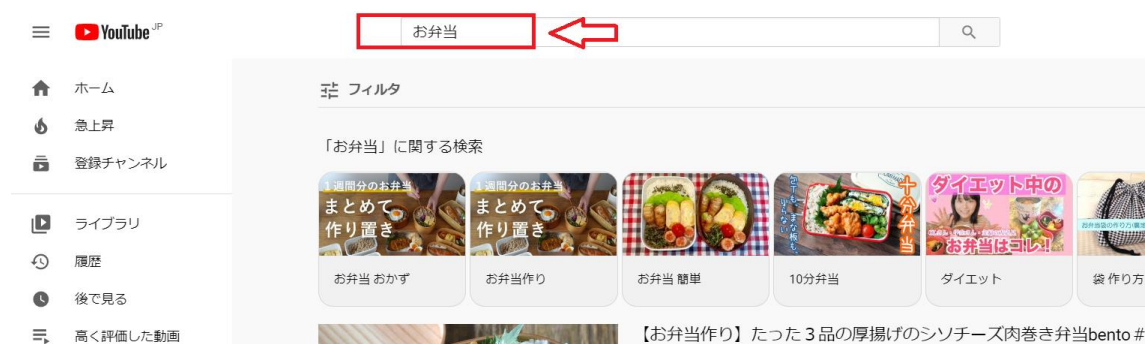 YouTube JP
お弁当
ホーム
急上昇
登録チャンネル
ライブラリ
履歴
後で見る
高く評価した動画
フィルタ
「お弁当」に関する検索
1週間分のお弁当
まとめて
作り置き
お弁当 おかず
1週間分のお弁当
まとめて
作り置き
お弁当作り
お弁当 簡単
包丁も、まな板も、
十分弁当
10分弁当
ダイエット中の
お弁当はコレ!
ダイエット
袋 作り方
【お弁当作り】たった3品の厚揚げのシソチーズ肉巻き弁当bento#